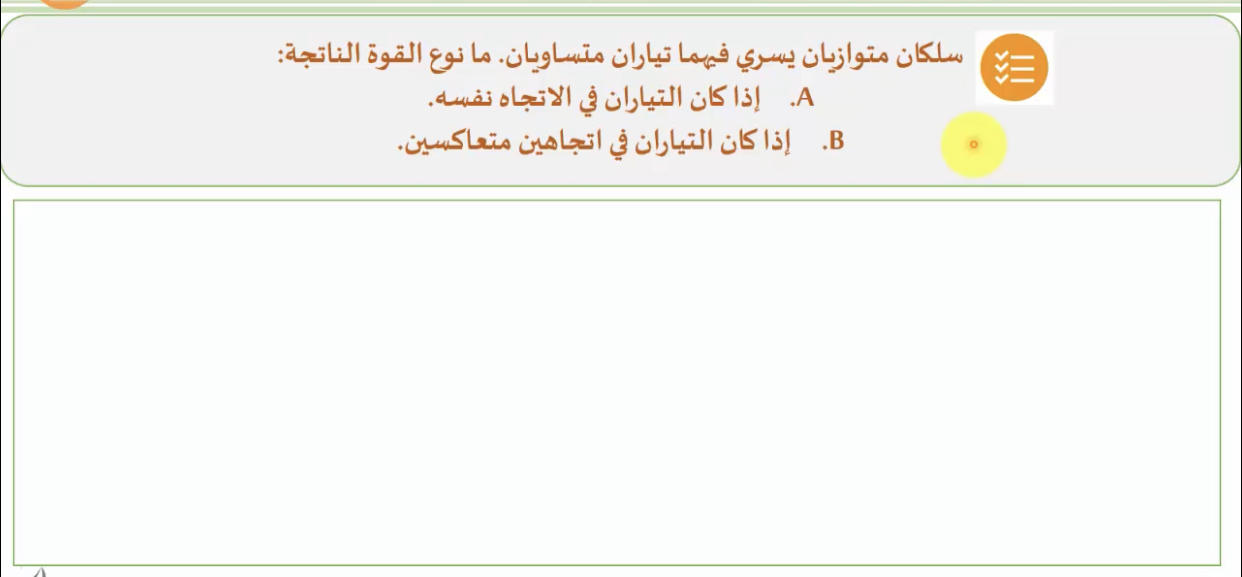 سلكان متوازيان يسري فيهما تياران متساويان. ما نوع القوة الناتجة:
A. إذا كان التياران في الاتجاه نفسه.
B. إذا كان التياران في اتجاهين متعاكسين.